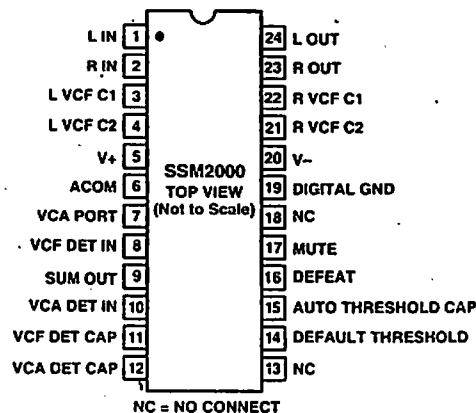 L IN 1 24 L OUT
R IN 2 23 R OUT
L VCF C1 3 22 R VCF C1
L VCF C2 4 21 R VCF C2
V+ 5 20 V–
SSM2000
ACOM 6 TOP VIEW 19 DIGITAL GND
(Not to Scale)
VCA PORT 7 18 NC
VCF DET IN 8 17 MUTE
SUM OUT 9 16 DEFEAT
VCA DET IN 10 15 AUTO THRESHOLD CAP
VCF DET CAP 11 14 DEFAULT THRESHOLD
VCA DET CAP 12 13 NC
NC = NO CONNECT